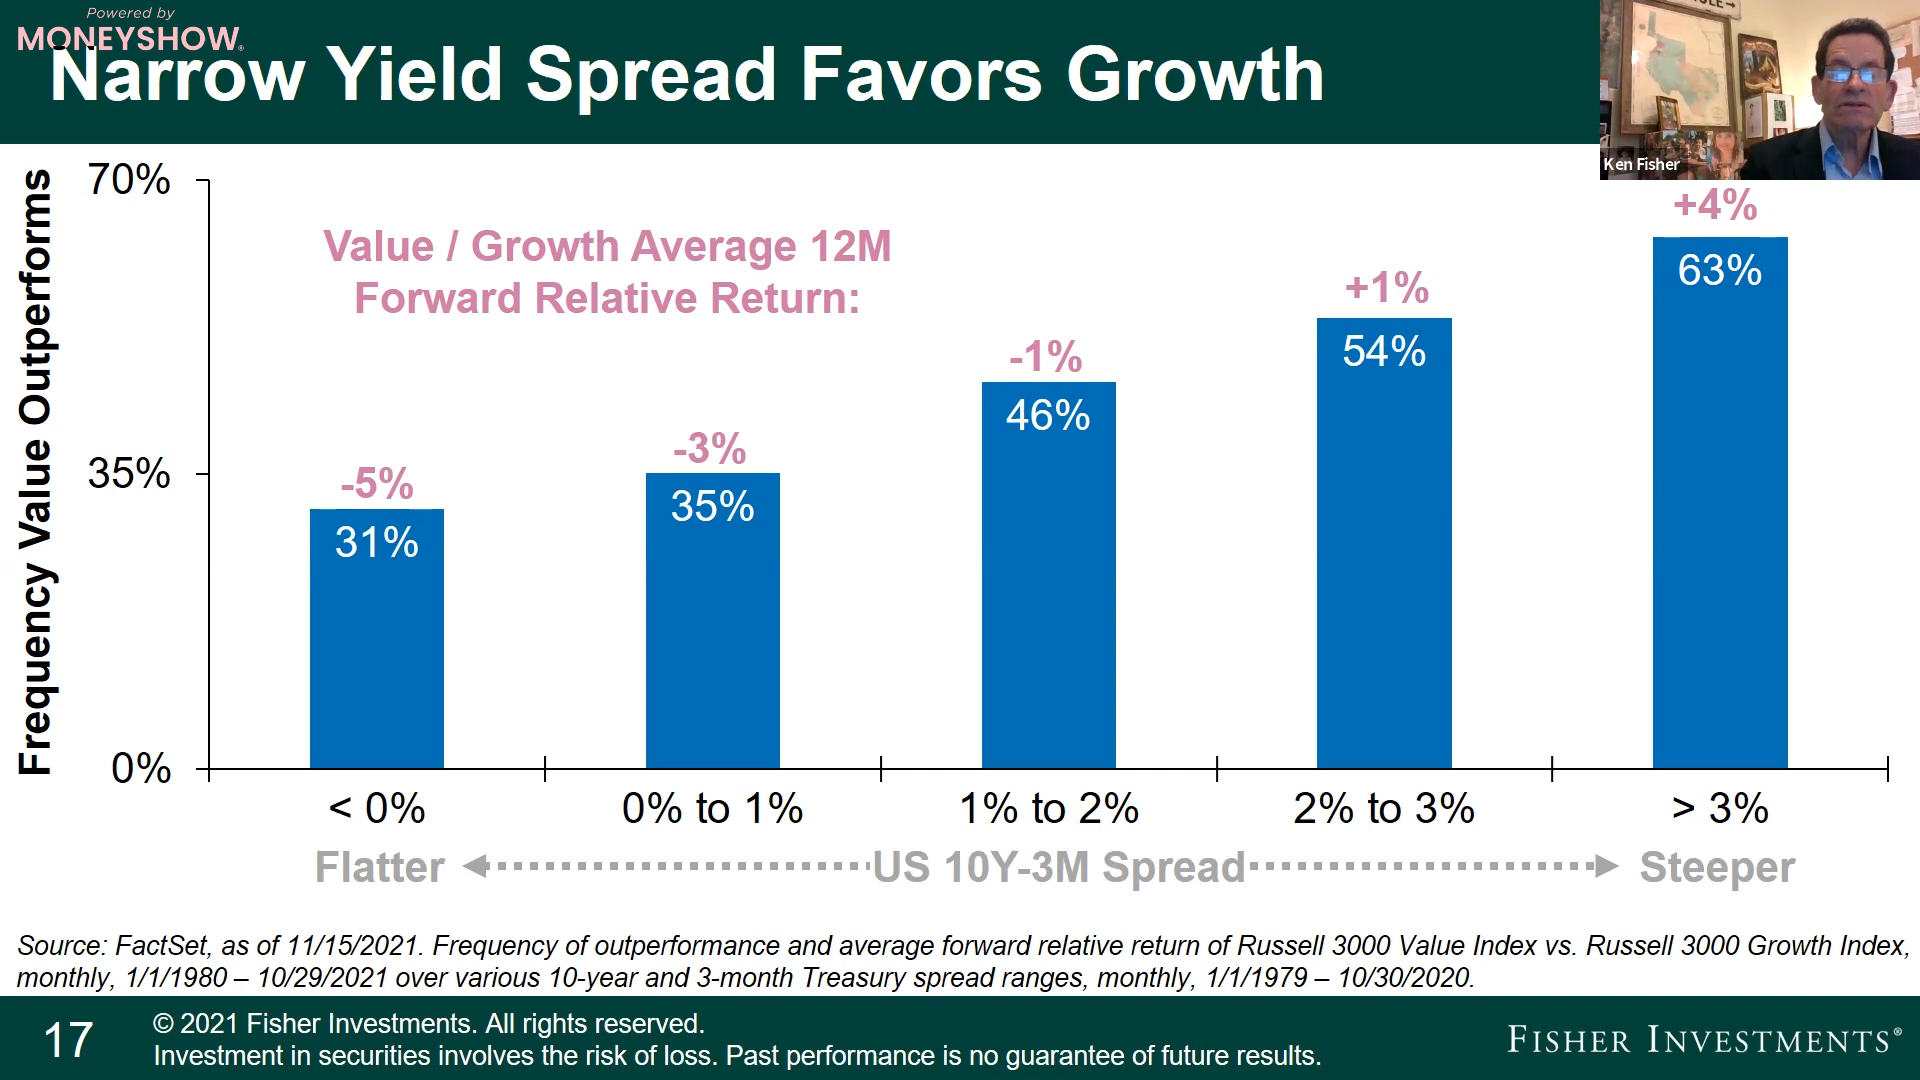 Powered by
MONEYSHOW®
Narrow Yield Spread Favors Growth
Ken Fisher
Frequency Value Outperforms
70%
35%
0%
Value / Growth Average 12M
Forward Relative Return:
-5%
31%
-3%
35%
-1%
46%
+1%
54%
+4%
63%
< 0%
0% to 1%
1% to 2%
2% to 3%
> 3%
Flatter US 10Y-3M Spread Steeper
Source: FactSet, as of 11/15/2021. Frequency of outperformance and average forward relative return of Russell 3000 Value Index vs. Russell 3000 Growth Index,
monthly, 1/1/1980 – 10/29/2021 over various 10-year and 3-month Treasury spread ranges, monthly, 1/1/1979 – 10/30/2020.
17
© 2021 Fisher Investments. All rights reserved.
Investment in securities involves the risk of loss. Past performance is no guarantee of future results.
FISHER INVESTMENTS®